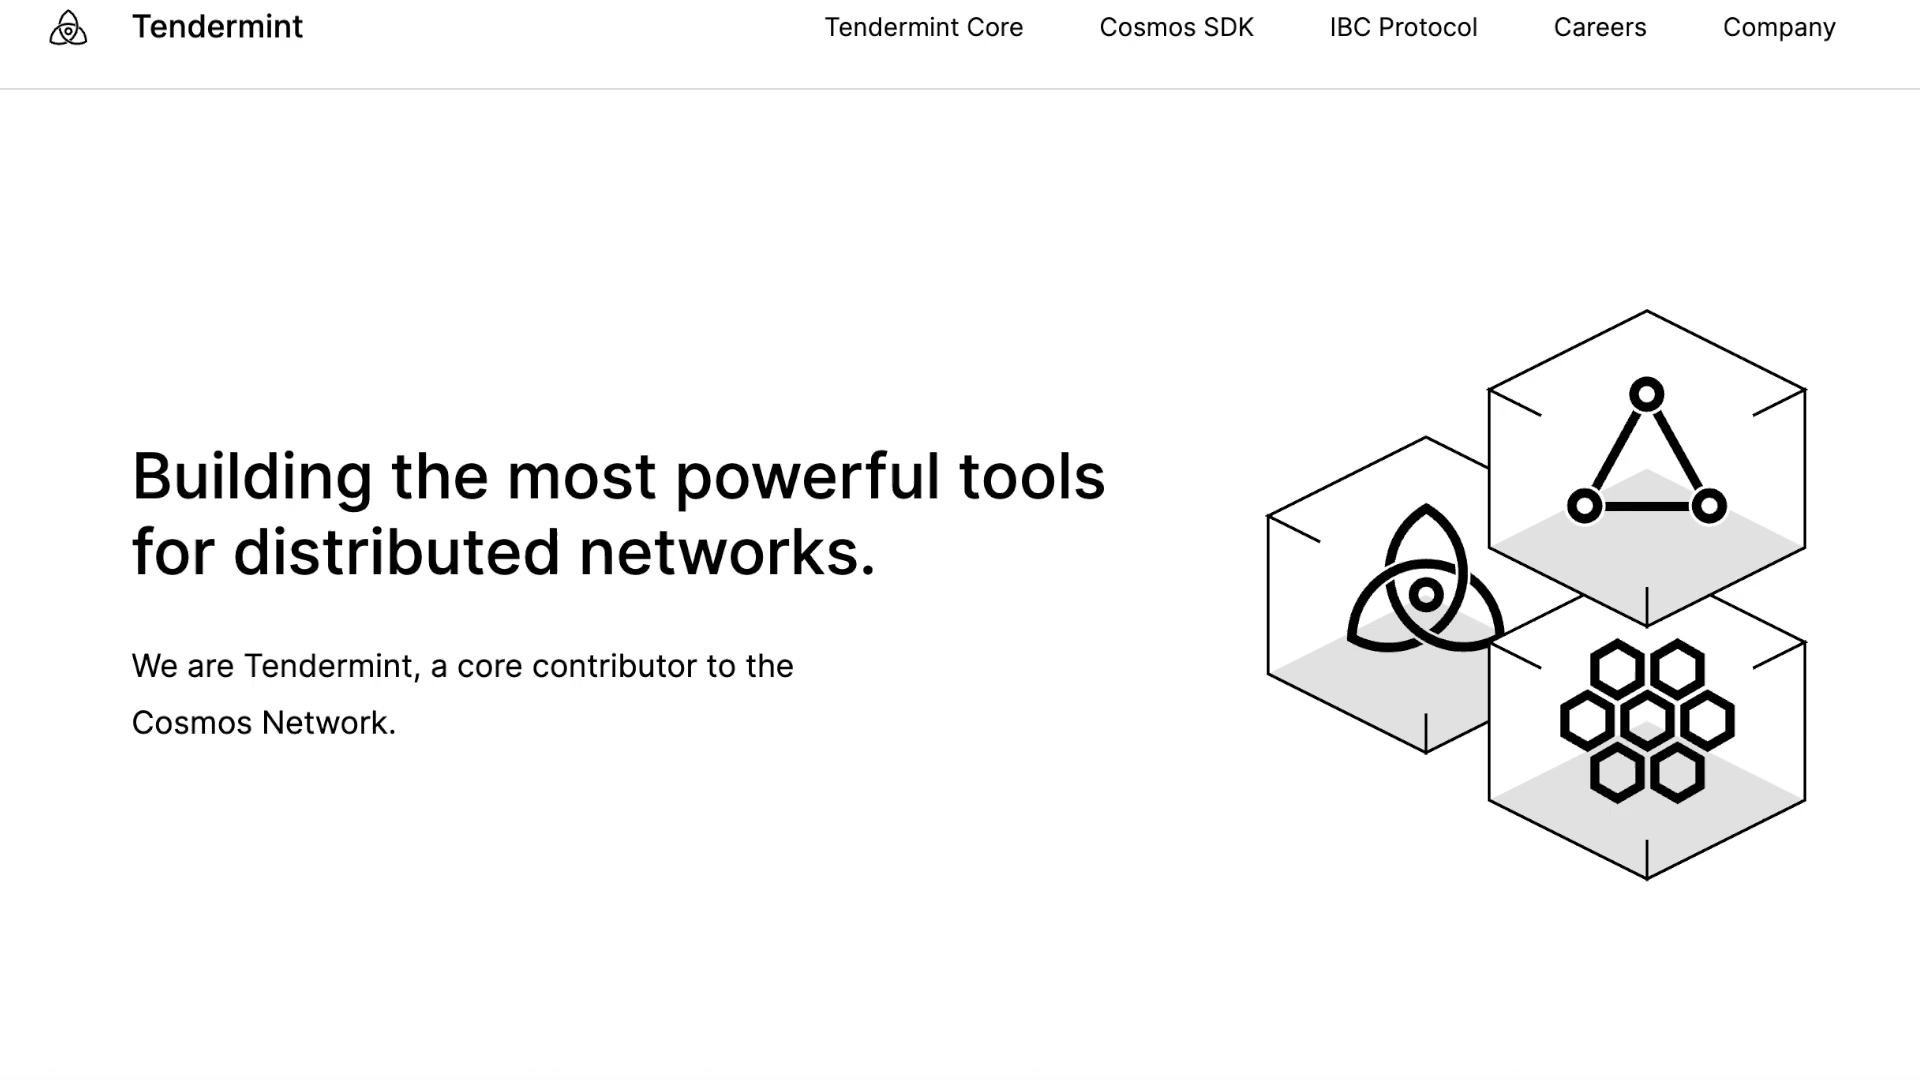 Tendermint
Tendermint Core
Cosmos SDK
IBC Protocol
Careers
Company
Building the most powerful tools
for distributed networks.
We are Tendermint, a core contributor to the
Cosmos Network.